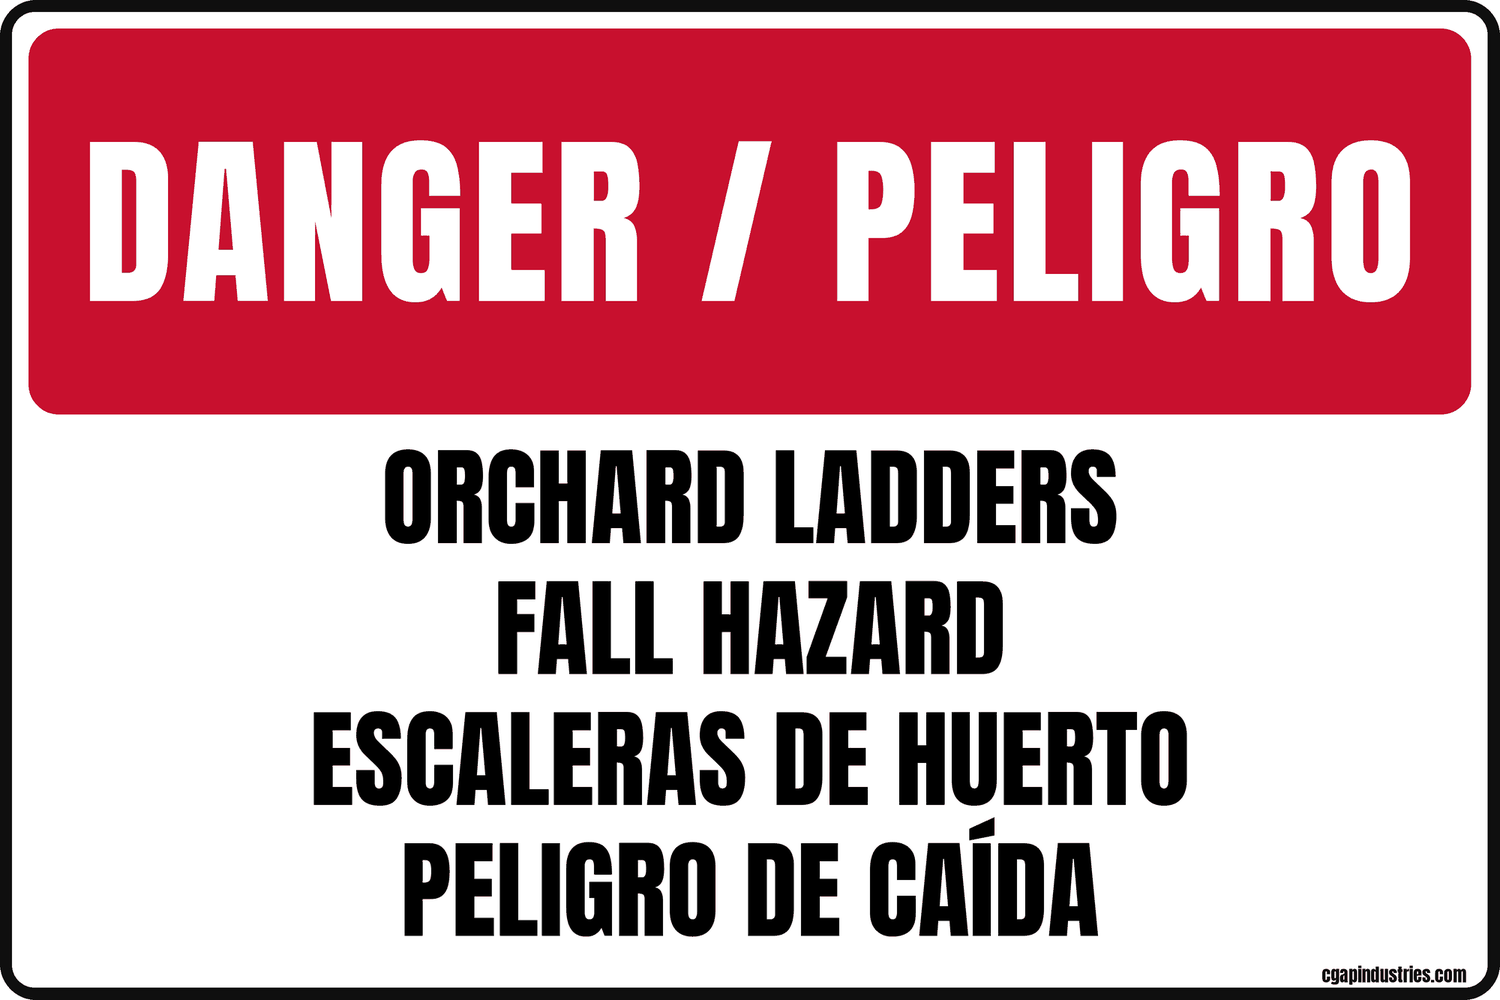 DANGER / PELIGRO
ORCHARD LADDERS
FALL HAZARD
ESCALERAS DE HUERTO
PELIGRO DE CAÍDA
cgapindustries.com